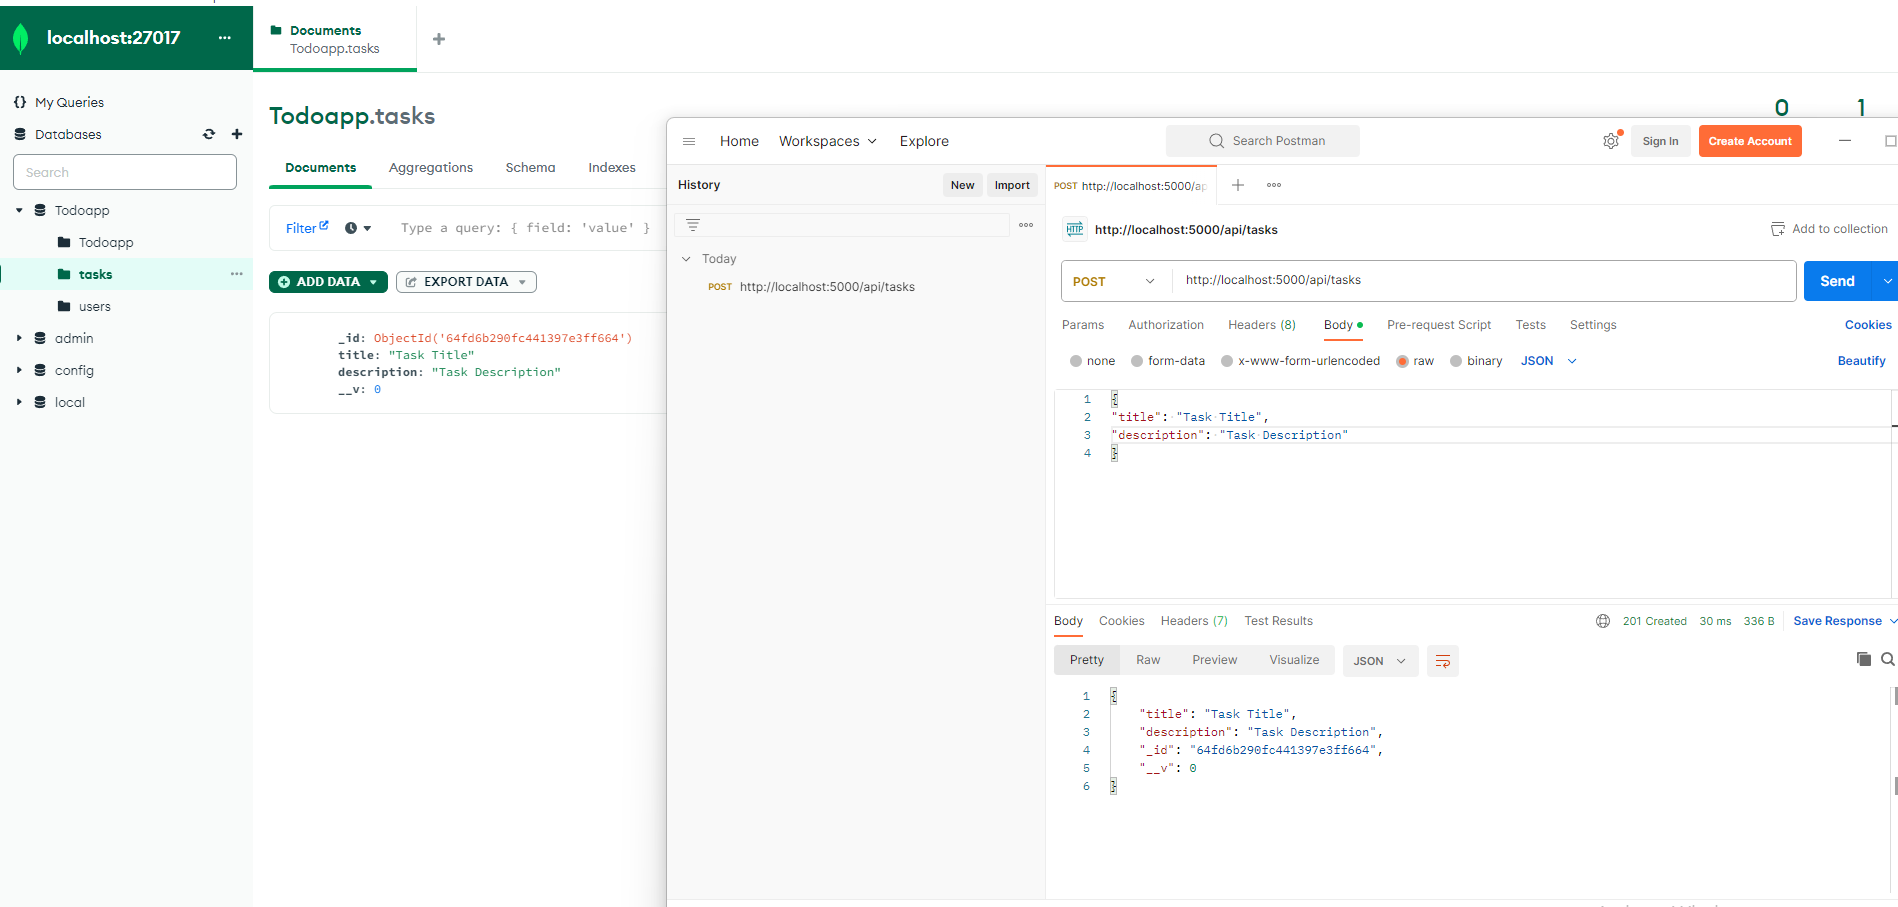 localhost:27017
...
Documents
Todoapp.tasks
+
{} My Queries
Databases
Search
Todoapp
Todoapp
tasks
users
admin
config
local
Todoapp.tasks
0 1
Documents Aggregations Schema Indexes
Filter Type a query: { field: 'value' }
ADD DATA EXPORT DATA
_id: ObjectId('64fd6b290fc441397e3ff664')
title: "Task Title"
description: "Task Description"
__v: 0
Home Workspaces Explore Search Postman Sign In Create Account
History New Import
Today
POST http://localhost:5000/api/tasks
POST http://localhost:5000/ap
HTTP http://localhost:5000/api/tasks Add to collection
POST http://localhost:5000/api/tasks Send
Params Authorization Headers (8) Body Pre-request Script Tests Settings Cookies
none form-data x-www-form-urlencoded raw binary JSON Beautify
1 {
2 "title": "Task Title",
3 "description": "Task Description"
4 }
Body Cookies Headers (7) Test Results 201 Created 30 ms 336 B Save Response
Pretty Raw Preview Visualize JSON
1 {
2 "title": "Task Title",
3 "description": "Task Description",
4 "_id": "64fd6b290fc441397e3ff664",
5 "__v": 0
6 }